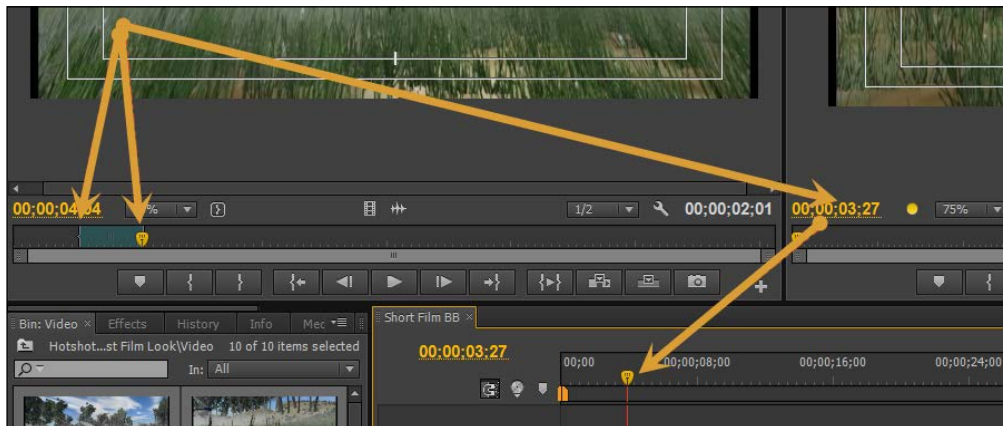 00;00;04;04 % 1/2 00;00;02;01 00;00;03;27 75%
Bin: Video × Effects History Info Mec Short Film BB ×
Hotshot...st Film Look\Video 10 of 10 items selected 00;00;03;27
In: All 00;00 00;00;08;00 00;00;16;00 00;00;24;00